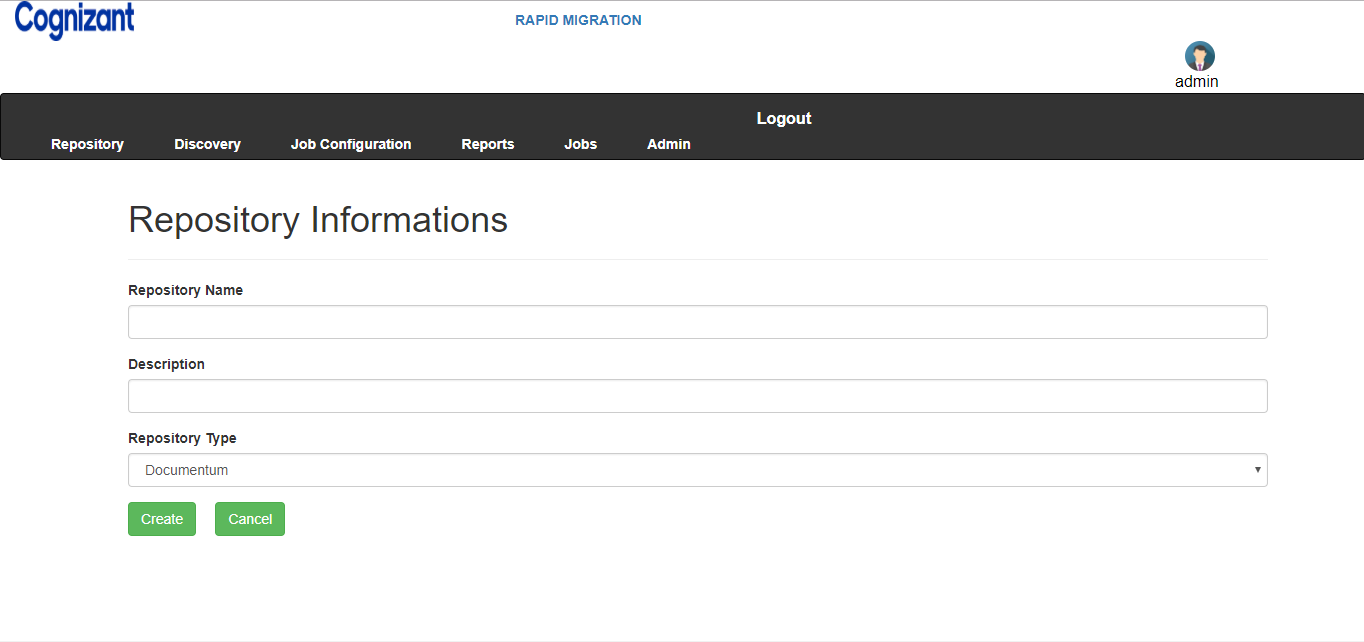 Cognizant
RAPID MIGRATION
admin
Logout
Repository Discovery Job Configuration Reports Jobs Admin
Repository Informations
Repository Name
Description
Repository Type
Documentum
Create Cancel